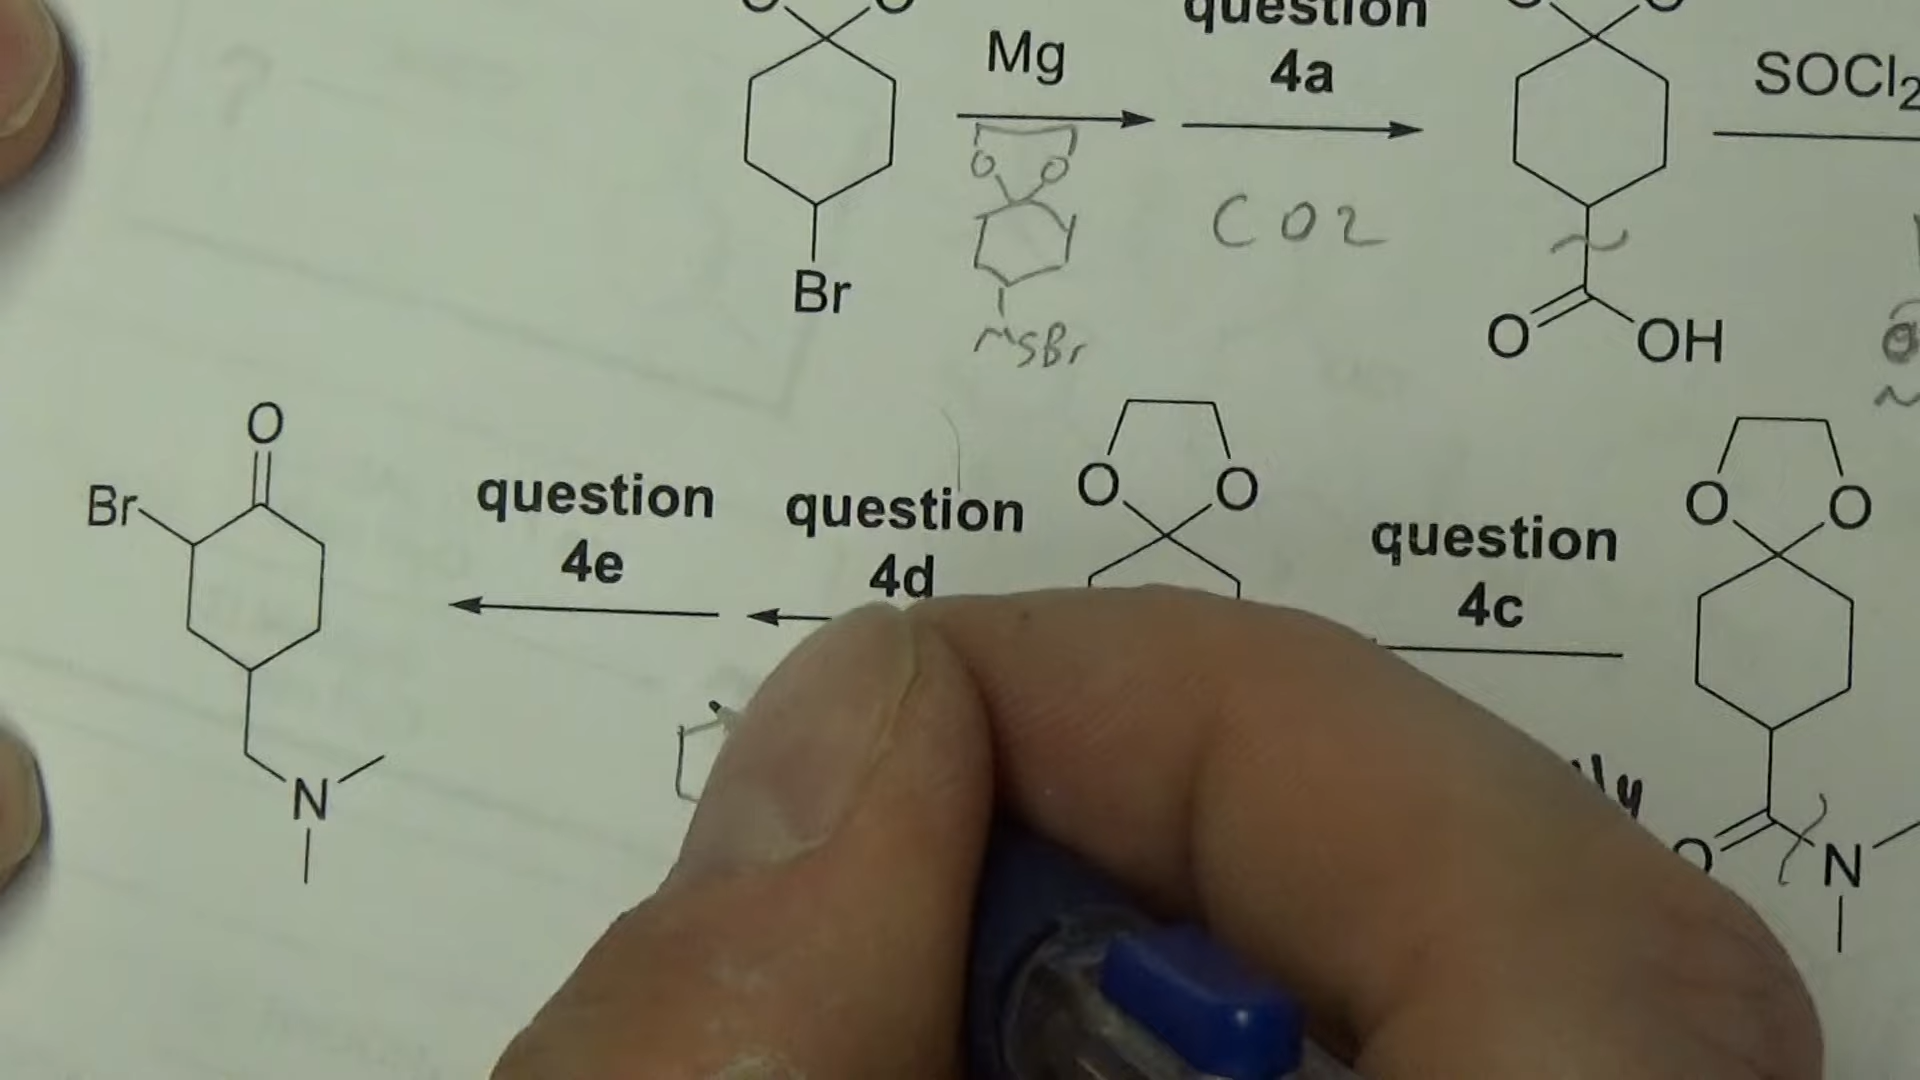 question
Mg
4a
SOCl2
O O
CO2
Br
MgBr
O OH
O
Br
question
4e
question
4d
O O
question
4c
O O
N
O N